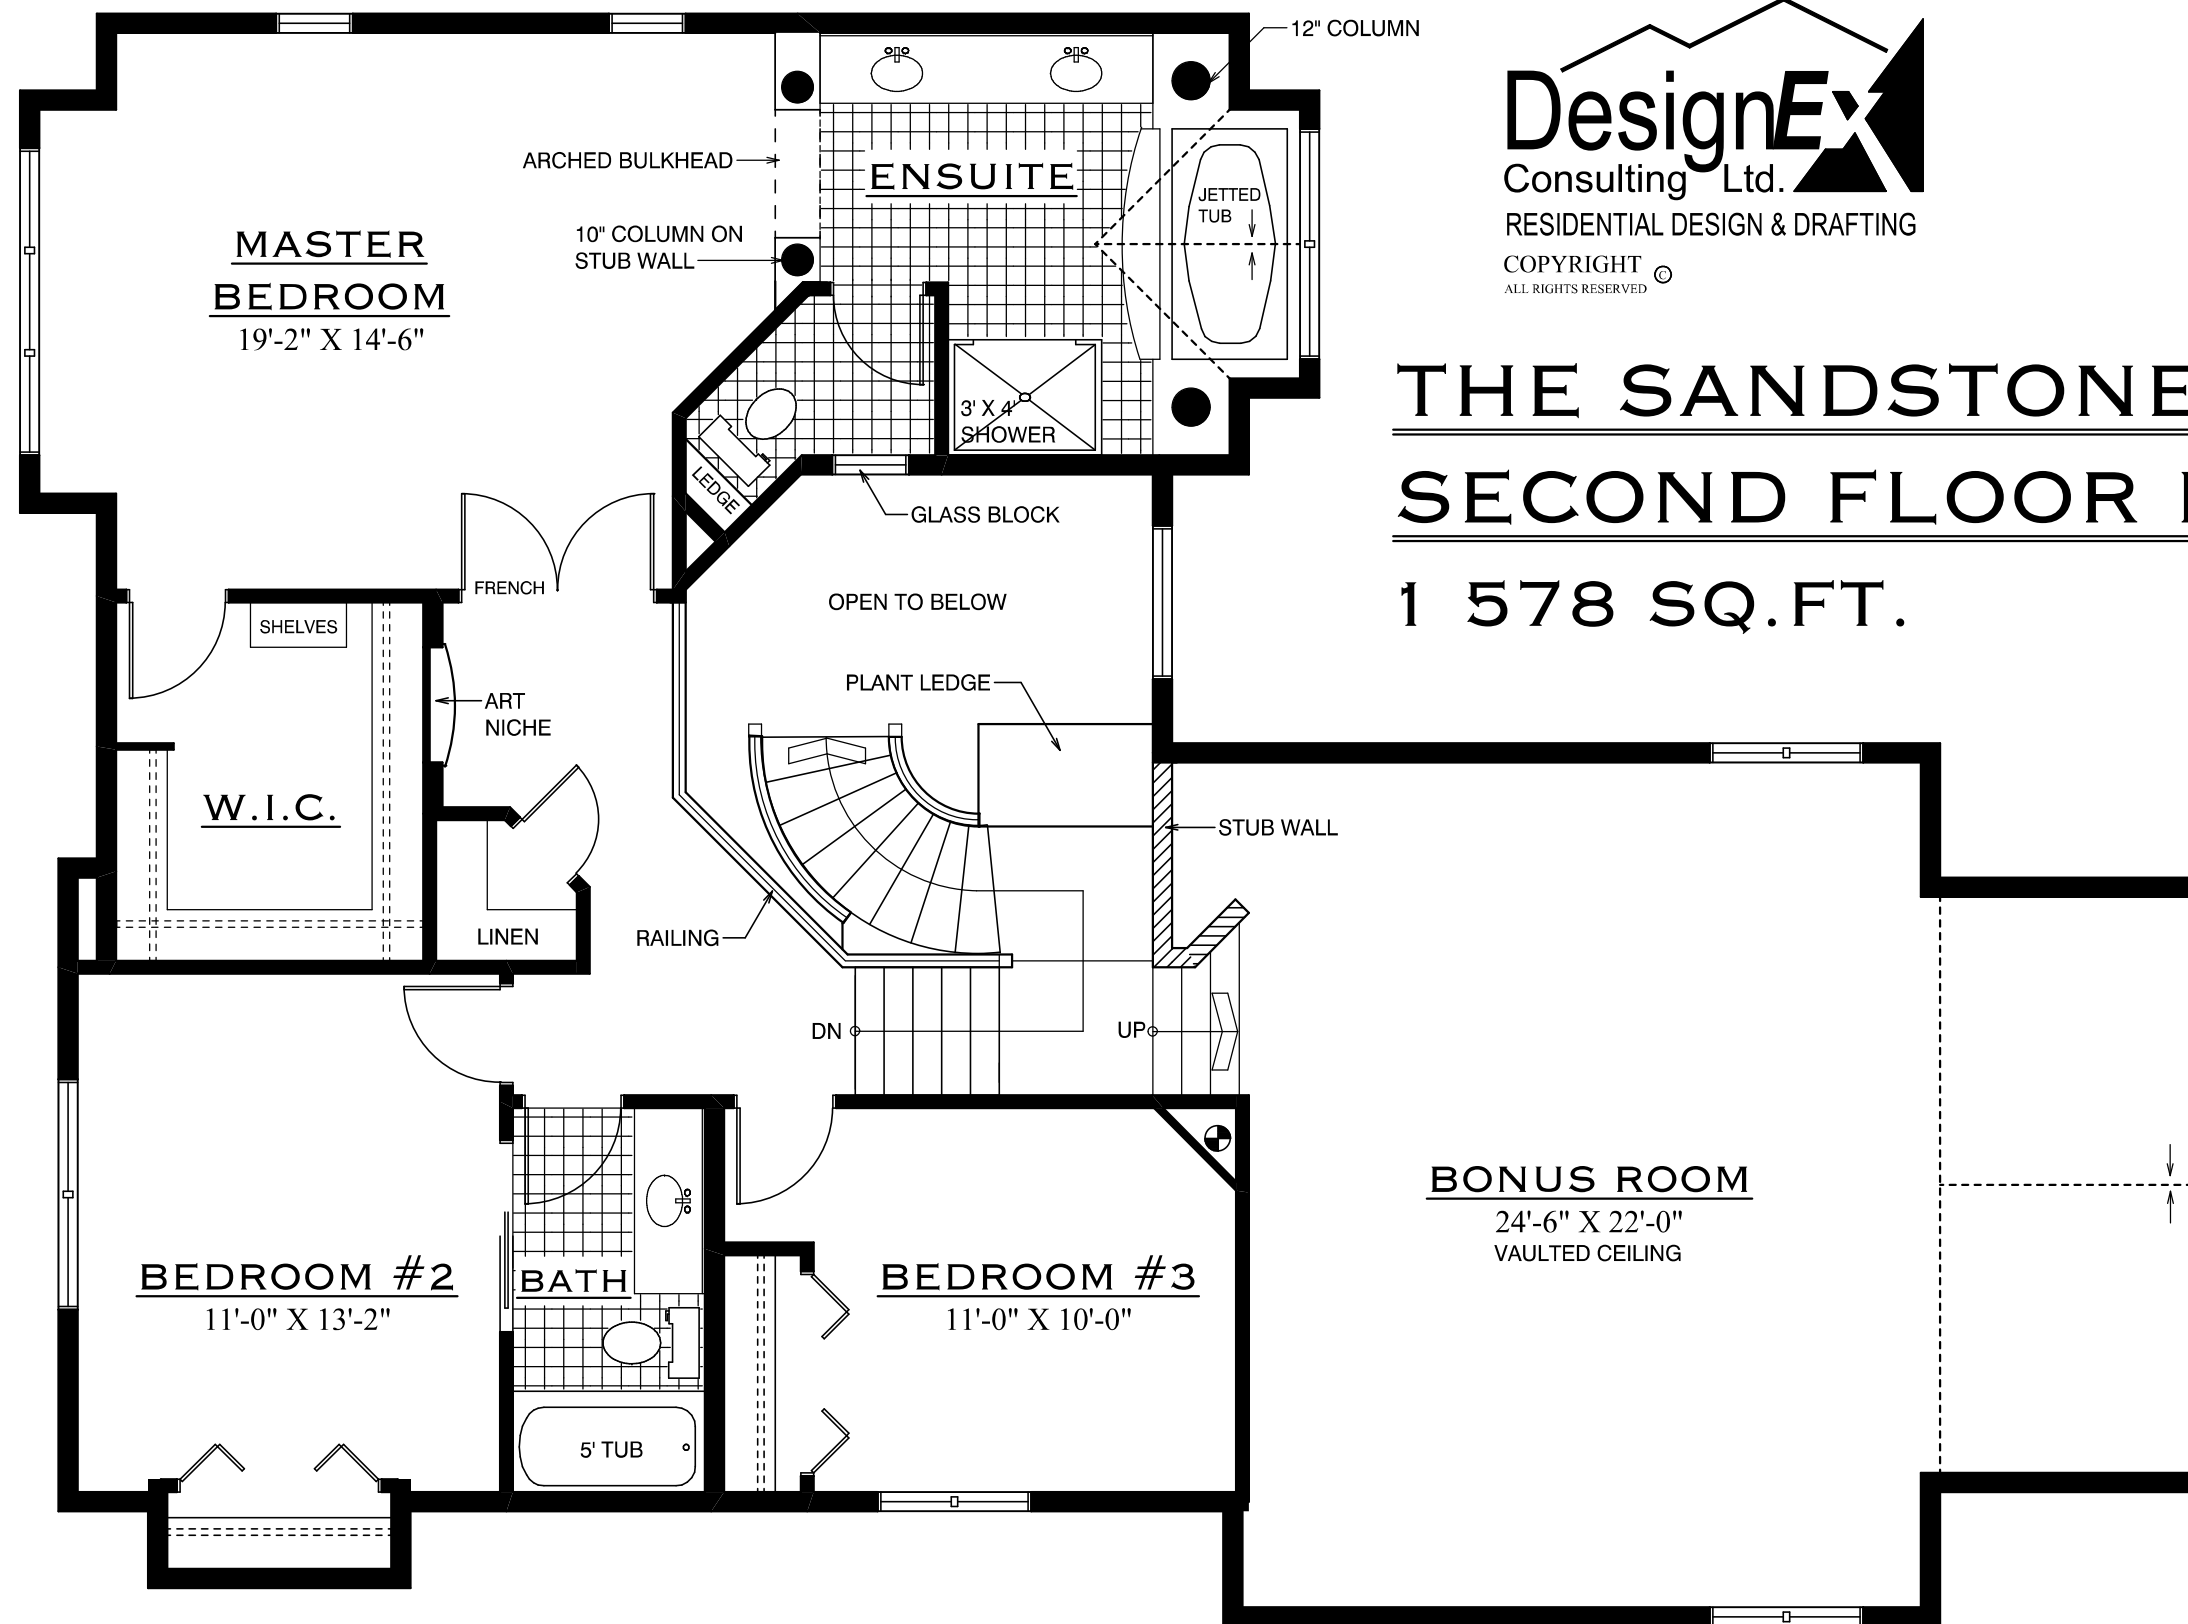 12" COLUMN
DesignEx
Consulting Ltd.
RESIDENTIAL DESIGN & DRAFTING
COPYRIGHT ©
ALL RIGHTS RESERVED
THE SANDSTONE
SECOND FLOOR
1 578 SQ.FT.
ARCHED BULKHEAD
ENSUITE
JETTED
TUB
10" COLUMN ON
STUB WALL
MASTER
BEDROOM
19'-2" X 14'-6"
3' X 4'
SHOWER
LEDGE
GLASS BLOCK
FRENCH
OPEN TO BELOW
SHELVES
PLANT LEDGE
ART
NICHE
W.I.C.
STUB WALL
LINEN
RAILING
DN
UP
BONUS ROOM
24'-6" X 22'-0"
VAULTED CEILING
BEDROOM #2
11'-0" X 13'-2"
BATH
BEDROOM #3
11'-0" X 10'-0"
5' TUB